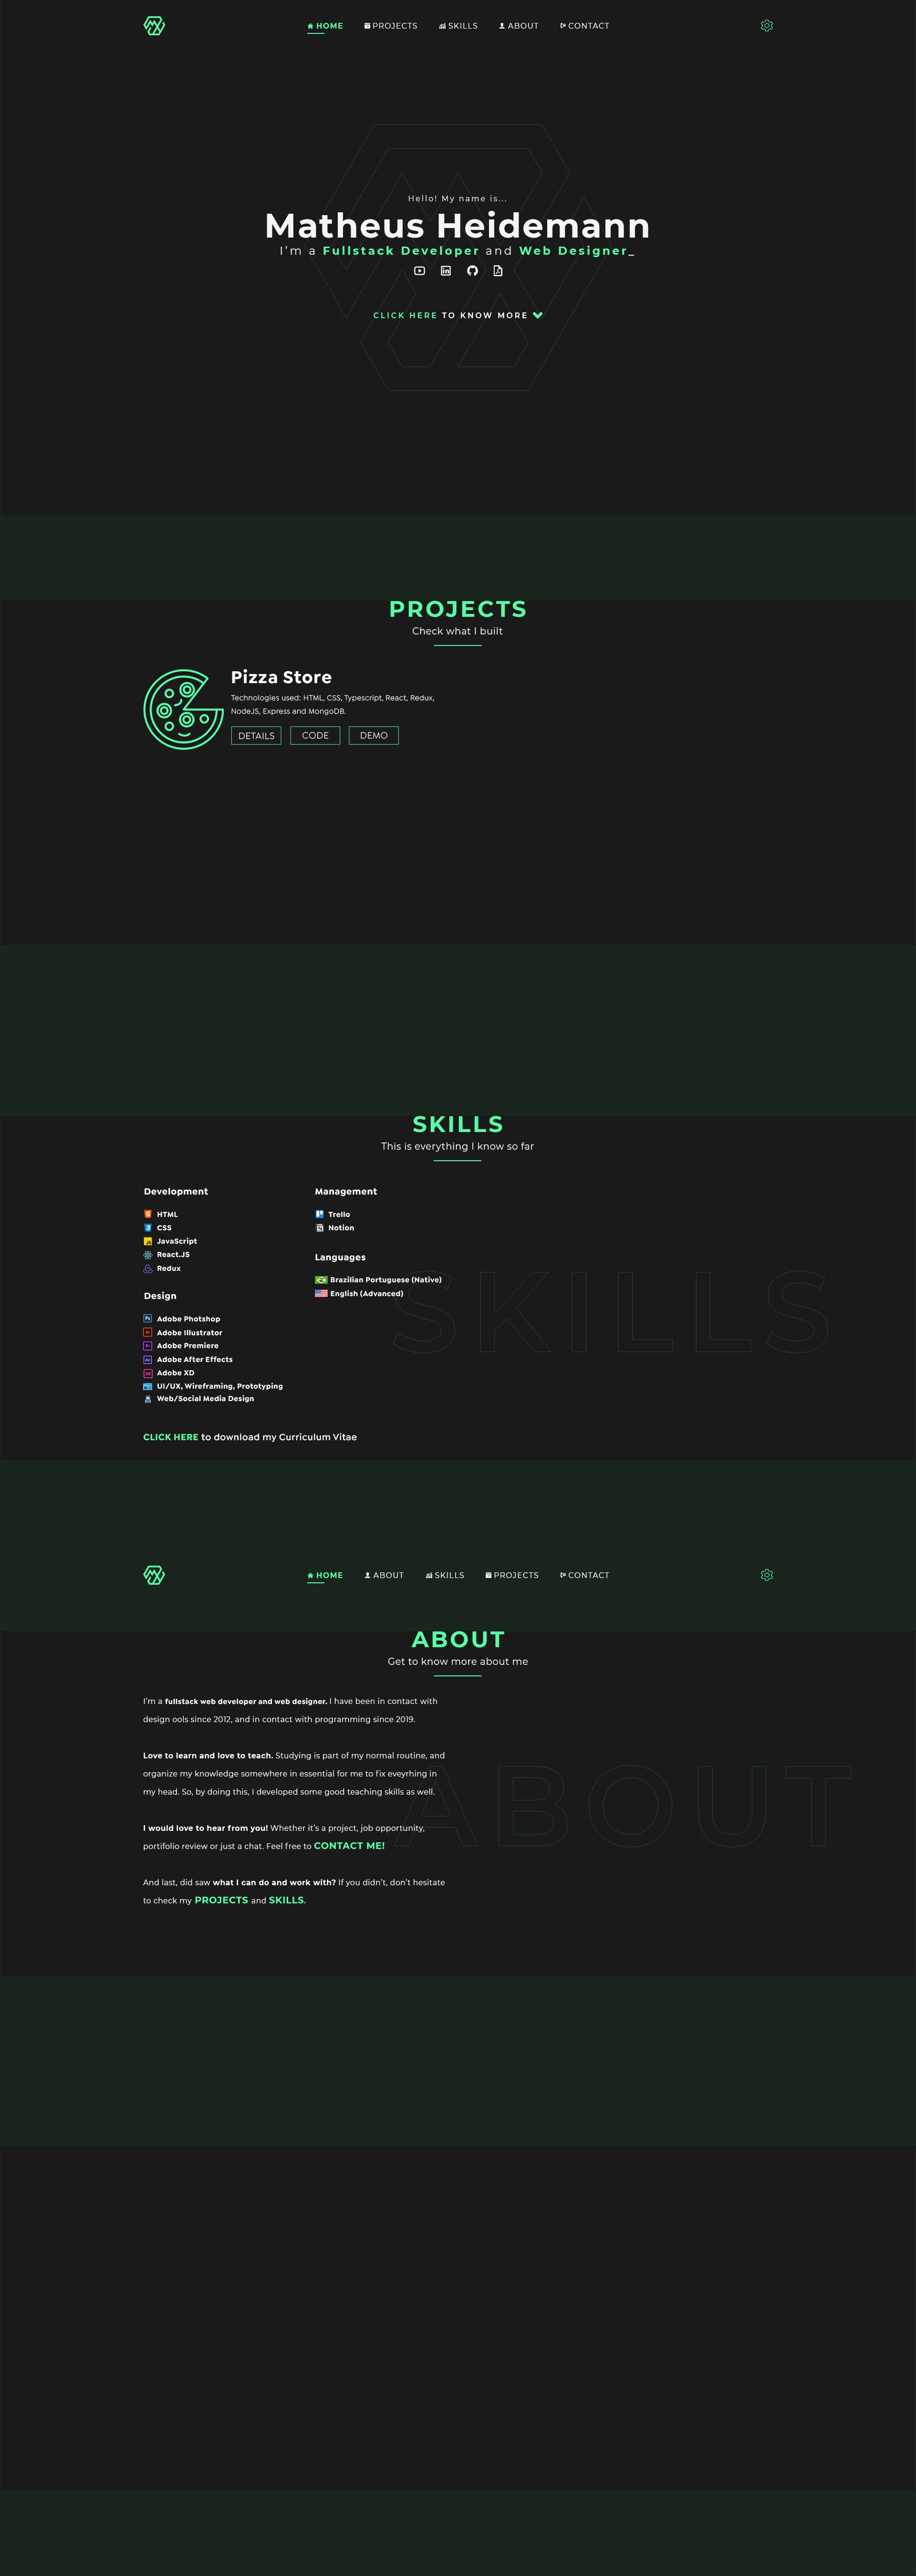 HOME PROJECTS SKILLS ABOUT CONTACT
Hello! My name is...
Matheus Heidemann
I'm a Fullstack Developer and Web Designer_
CLICK HERE TO KNOW MORE
PROJECTS
Check what I built
Pizza Store
Technologies used: HTML, CSS, Typescript, React, Redux,
NodeJS, Express and MongoDB.
DETAILS CODE DEMO
SKILLS
This is everything I know so far
Development
HTML
CSS
JavaScript
React.JS
Redux
Design
Adobe Photshop
Adobe Illustrator
Adobe Premiere
Adobe After Effects
Adobe XD
UI/UX, Wireframing, Prototyping
Web/Social Media Design
Management
Trello
Notion
Languages
Brazilian Portuguese (Native)
English (Advanced)
SKILLS
CLICK HERE to download my Curriculum Vitae
HOME ABOUT SKILLS PROJECTS CONTACT
ABOUT
Get to know more about me
I'm a fullstack web developer and web designer. I have been in contact with
design ools since 2012, and in contact with programming since 2019.
Love to learn and love to teach. Studying is part of my normal routine, and
organize my knowledge somewhere in essential for me to fix eveyrhing in
my head. So, by doing this, I developed some good teaching skills as well.
I would love to hear from you! Whether it's a project, job opportunity,
portifolio review or just a chat. Feel free to CONTACT ME!
And last, did saw what I can do and work with? If you didn't, don't hesitate
to check my PROJECTS and SKILLS.
ABOUT